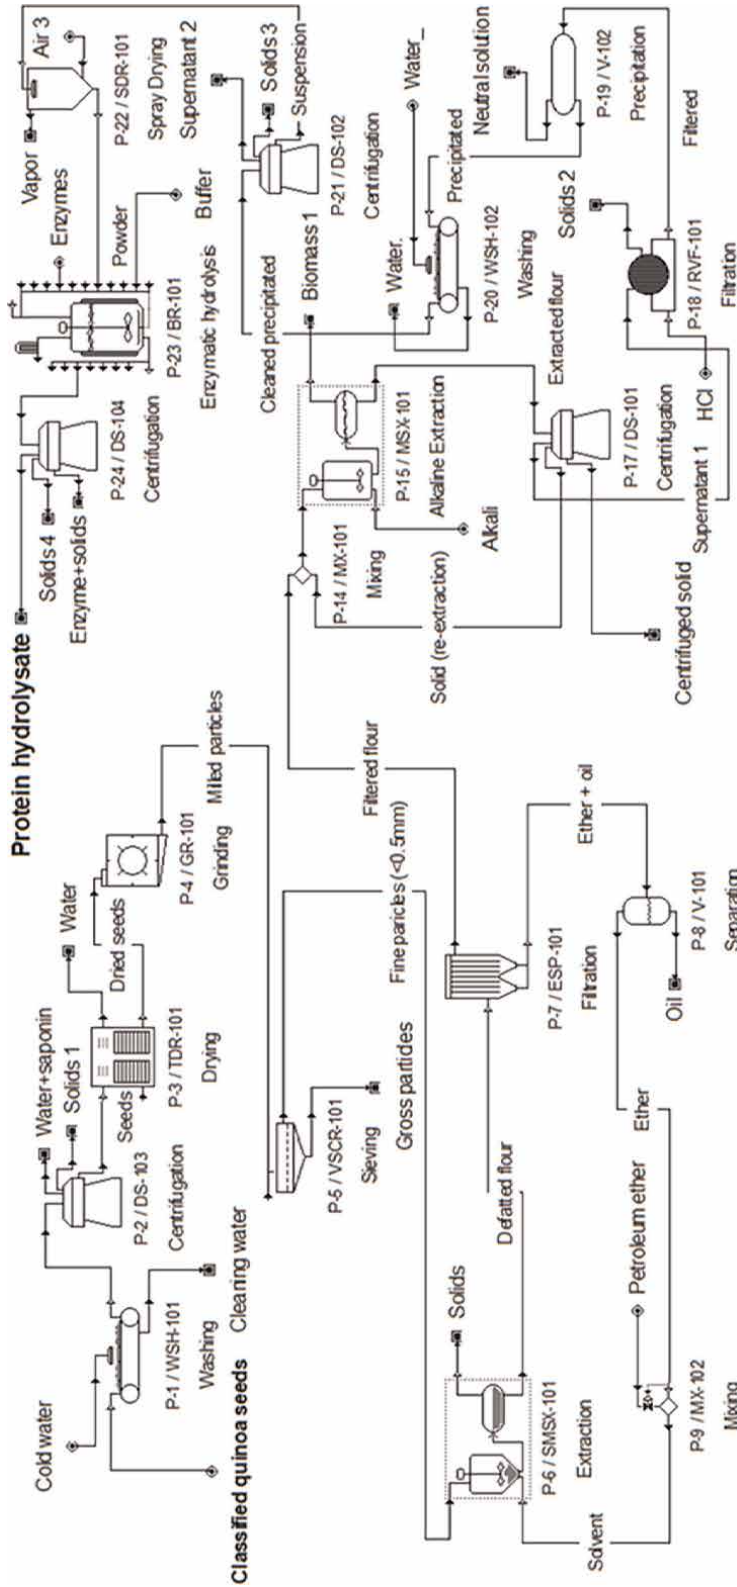 Classified quinoa seeds
Cold water
P-1 / WSH-101
Washing
Cleaning water
P-2 / DS-103
Centrifugation
Water+saponin
Solids 1
Seeds
P-3 / TDR-101
Drying
Water
Dried seeds
P-4 / GR-101
Grinding
Milled particles
P-5 / VSCR-101
Sieving
Gross particles
Fine paricles (<0.5mm)
P-6 / SMSX-101
Extraction
Solids
Solvent
Defatted flour
P-7 / ESP-101
Filtration
Filtered flour
Ether + oil
P-8 / V-101
Separation
Oil
Ether
Petroleum ether
P-9 / MX-102
Mixing
P-14 / MX-101
Mixing
Solid (re-extraction)
P-15 / MSX-101
Alkaline Extraction
Alkali
Biomass 1
Extracted flour
P-17 / DS-101
Centrifugation
Centrifuged solid
Supernatant 1
HCl
P-18 / RVF-101
Filtration
Solids 2
Filtered
P-19 / V-102
Precipitation
Neutral solution
Precipitated
Water_
Water.
P-20 / WSH-102
Washing
Cleaned precipitated
P-21 / DS-102
Centrifugation
Supernatant 2
Solids 3
Suspension
Air 3
Vapor
P-22 / SDR-101
Spray Drying
Powder
Enzymes
Buffer
P-23 / BR-101
Enzymatic hydrolysis
P-24 / DS-104
Centrifugation
Solids 4
Enzyme+solids
Protein hydrolysate